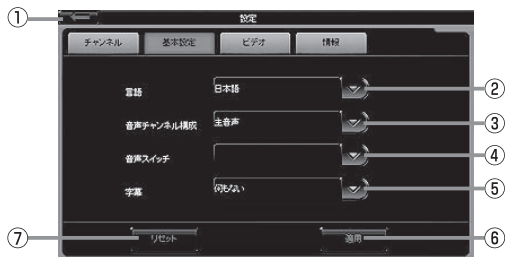 ① 設定
チャンネル 基本設定 ビデオ 情報
言語 日本語 ②
音声チャンネル構成 主音声 ③
音声スイッチ ④
字幕 何もない ⑤
⑦ リセット 適用 ⑥